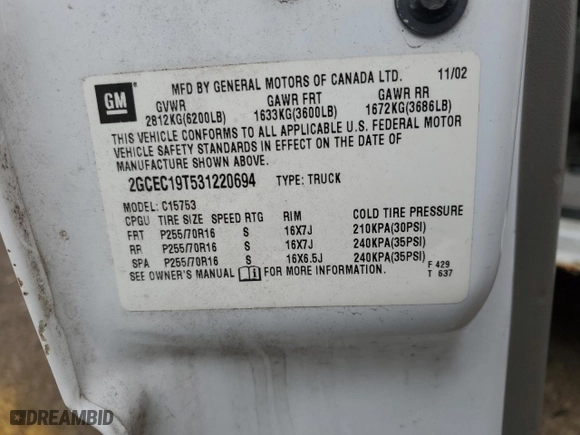 GM
MFD BY GENERAL MOTORS OF CANADA LTD. 11/02
GVWR GAWR FRT GAWR RR
2812KG(6200LB) 1633KG(3600LB) 1672KG(3686LB)
THIS VEHICLE CONFORMS TO ALL APPLICABLE U.S. FEDERAL MOTOR
VEHICLE SAFETY STANDARDS IN EFFECT ON THE DATE OF
MANUFACTURE SHOWN ABOVE.
2GCEC19T531220694 TYPE: TRUCK
MODEL: C15753
CPGU TIRE SIZE SPEED RTG RIM COLD TIRE PRESSURE
FRT P255/70R16 S 16X7J 210KPA(30PSI)
RR P255/70R16 S 16X7J 240KPA(35PSI)
SPA P255/70R16 S 16X6.5J 240KPA(35PSI)
SEE OWNER'S MANUAL FOR MORE INFORMATION.
F 429
T 637
DREAMBID